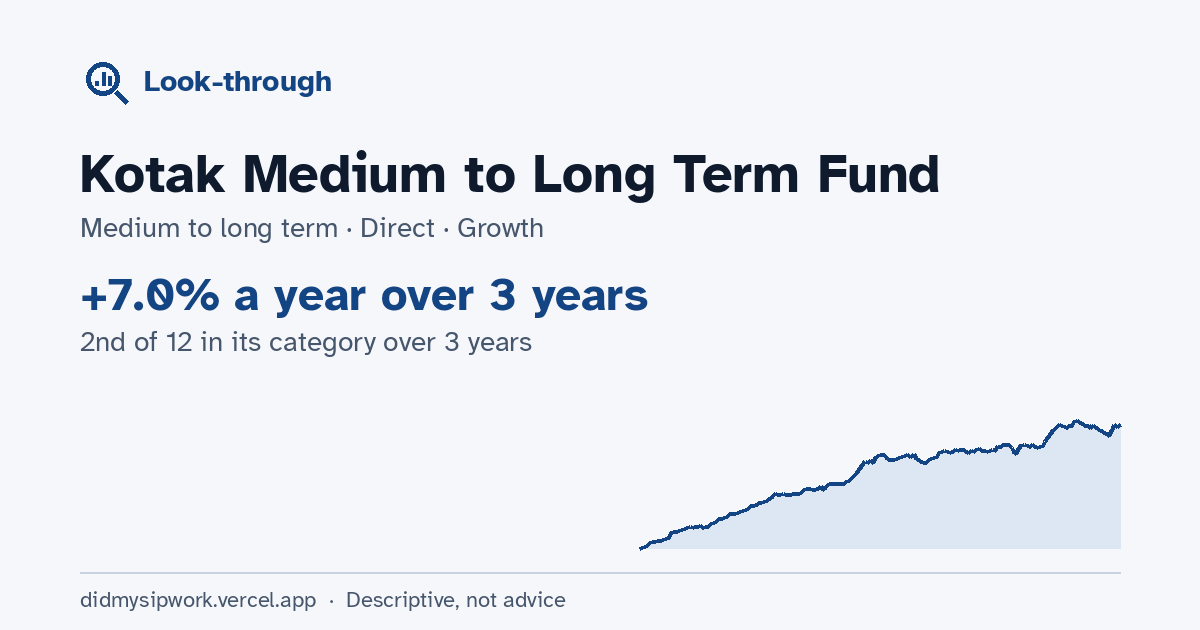 Look-through
Kotak Medium to Long Term Fund
Medium to long term · Direct · Growth
+7.0% a year over 3 years
2nd of 12 in its category over 3 years
didmysipwork.vercel.app · Descriptive, not advice